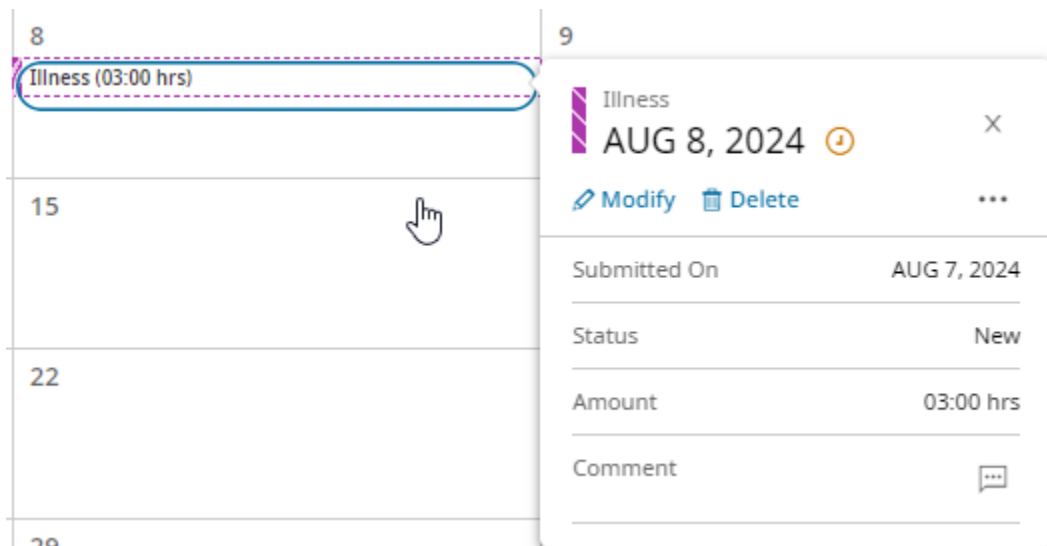 8
9
Illness (03:00 hrs)
Illness
AUG 8, 2024
Modify
Delete
15
Submitted On
AUG 7, 2024
Status
New
22
Amount
03:00 hrs
Comment
29